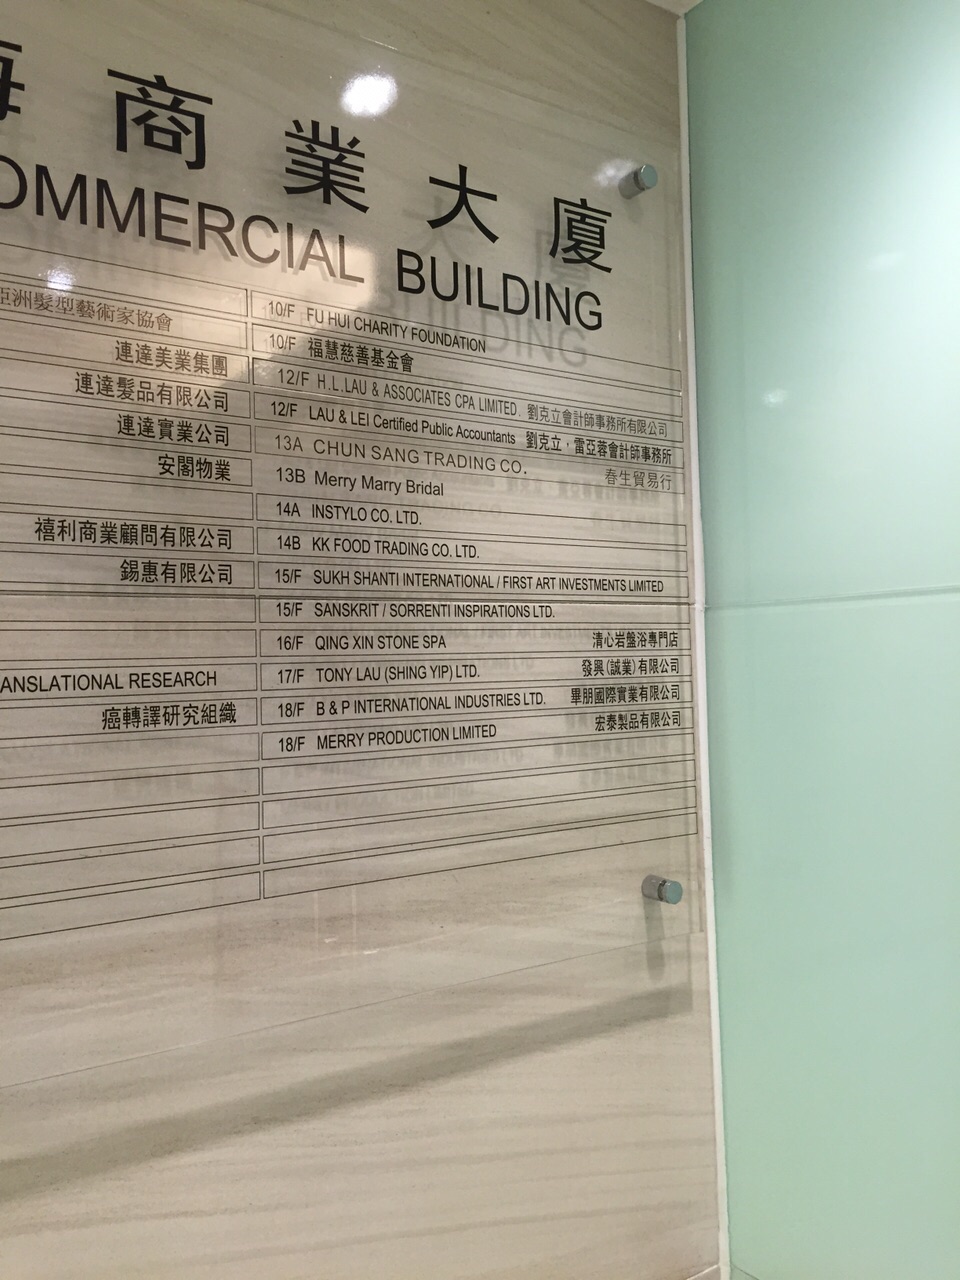 商業大廈
COMMERCIAL BUILDING
亞洲髮型藝術家協會
連達美業集團
連達髮品有限公司
連達實業公司
安閣物業
禧利商業顧問有限公司
錫惠有限公司
ANSLATIONAL RESEARCH
癌轉譯研究組織
10/F FU HUI CHARITY FOUNDATION
10/F 福慧慈善基金會
12/F H.L.LAU & ASSOCIATES CPA LIMITED. 劉克立會計師事務所有限公司
12/F LAU & LEI Certified Public Accountants 劉克立，雷亞蓉會計師事務所
13A CHUN SANG TRADING CO. 春生貿易行
13B Merry Marry Bridal
14A INSTYLO CO. LTD.
14B KK FOOD TRADING CO. LTD.
15/F SUKH SHANTI INTERNATIONAL / FIRST ART INVESTMENTS LIMITED
15/F SANSKRIT / SORRENTI INSPIRATIONS LTD.
16/F QING XIN STONE SPA 清心岩盤浴專門店
17/F TONY LAU (SHING YIP) LTD. 發興(誠業)有限公司
18/F B & P INTERNATIONAL INDUSTRIES LTD. 畢朋國際實業有限公司
18/F MERRY PRODUCTION LIMITED 宏泰製品有限公司